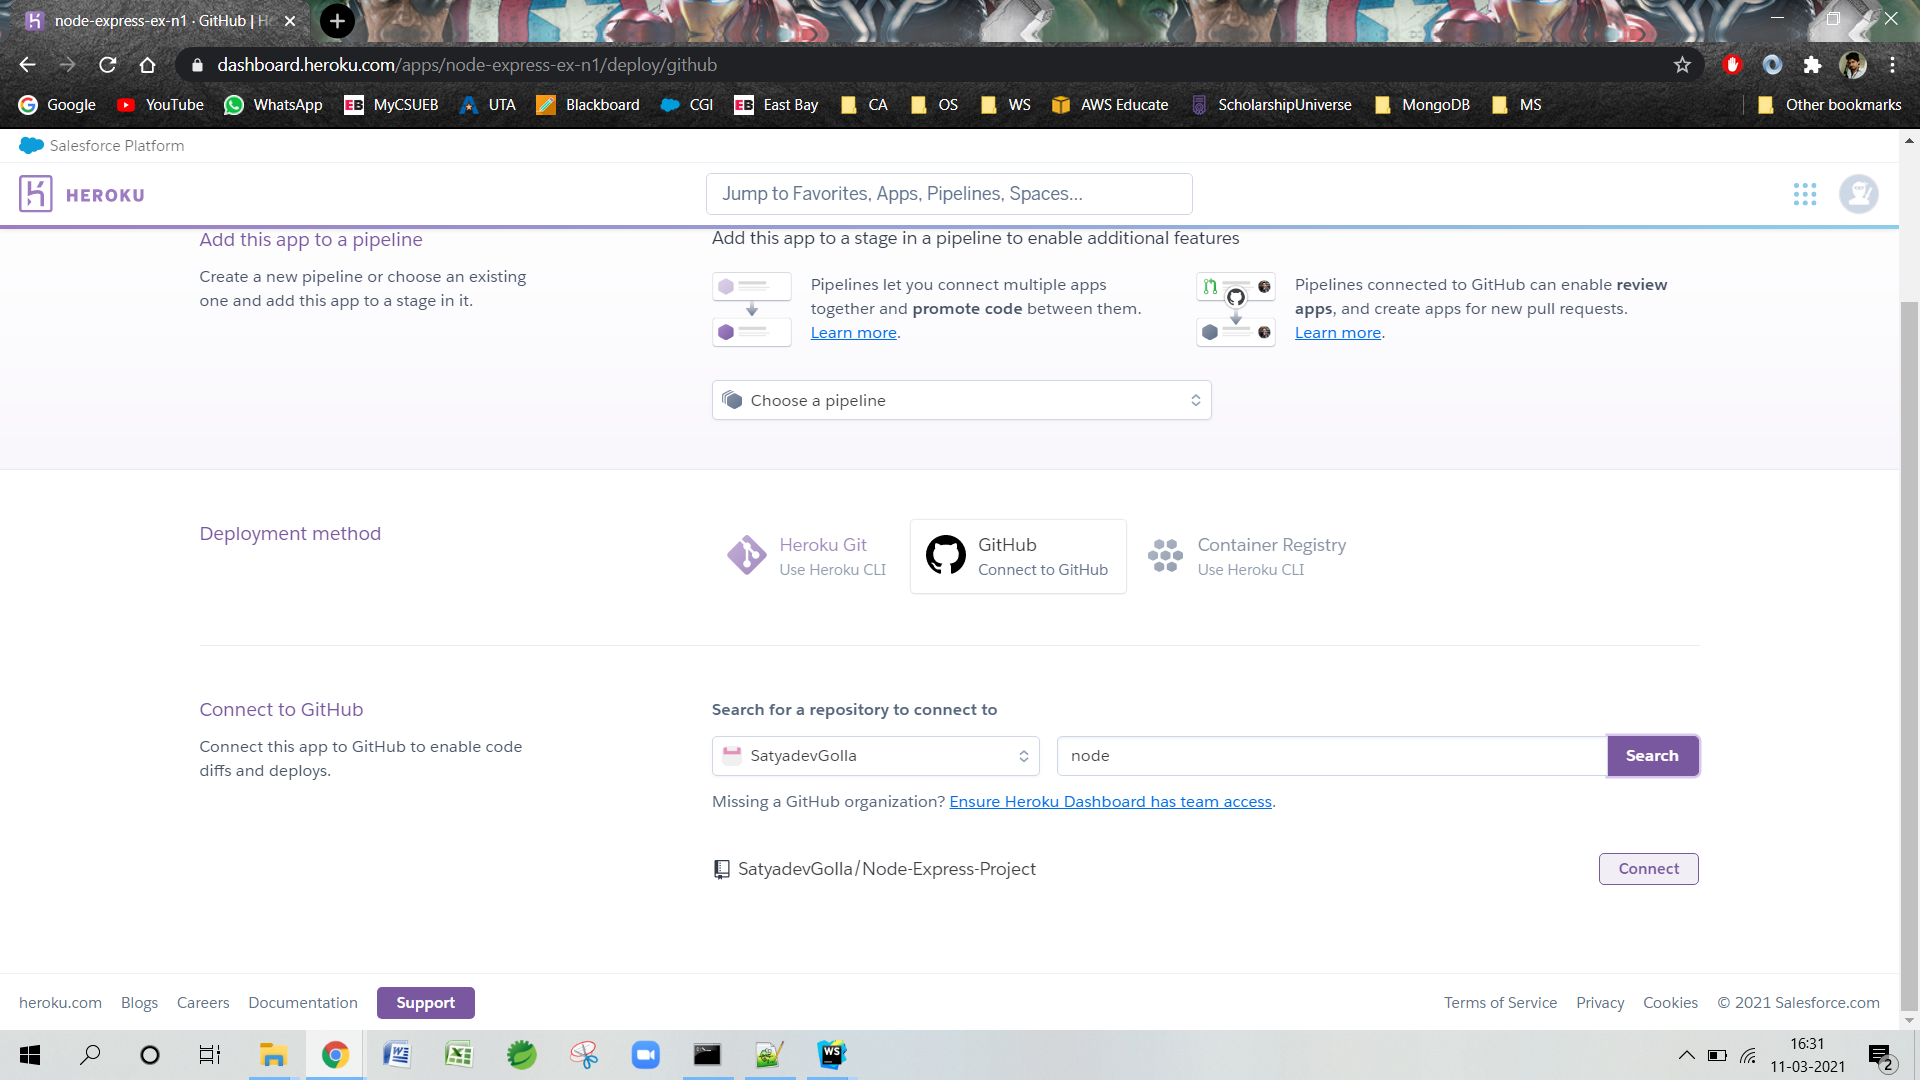 node-express-ex-n1 · GitHub | H
dashboard.heroku.com/apps/node-express-ex-n1/deploy/github
Google YouTube WhatsApp EB MyCSUEB UTA Blackboard CGI EB East Bay CA OS WS AWS Educate ScholarshipUniverse MongoDB MS Other bookmarks
Salesforce Platform
HEROKU
Jump to Favorites, Apps, Pipelines, Spaces...
Add this app to a pipeline
Create a new pipeline or choose an existing
one and add this app to a stage in it.
Add this app to a stage in a pipeline to enable additional features
Pipelines let you connect multiple apps
together and promote code between them.
Learn more.
Pipelines connected to GitHub can enable review
apps, and create apps for new pull requests.
Learn more.
Choose a pipeline
Deployment method
Heroku Git
Use Heroku CLI
GitHub
Connect to GitHub
Container Registry
Use Heroku CLI
Connect to GitHub
Connect this app to GitHub to enable code
diffs and deploys.
Search for a repository to connect to
SatyadevGolla
node
Search
Missing a GitHub organization? Ensure Heroku Dashboard has team access.
SatyadevGolla/Node-Express-Project
Connect
heroku.com Blogs Careers Documentation Support
Terms of Service Privacy Cookies © 2021 Salesforce.com
WS
16:31
11-03-2021
2